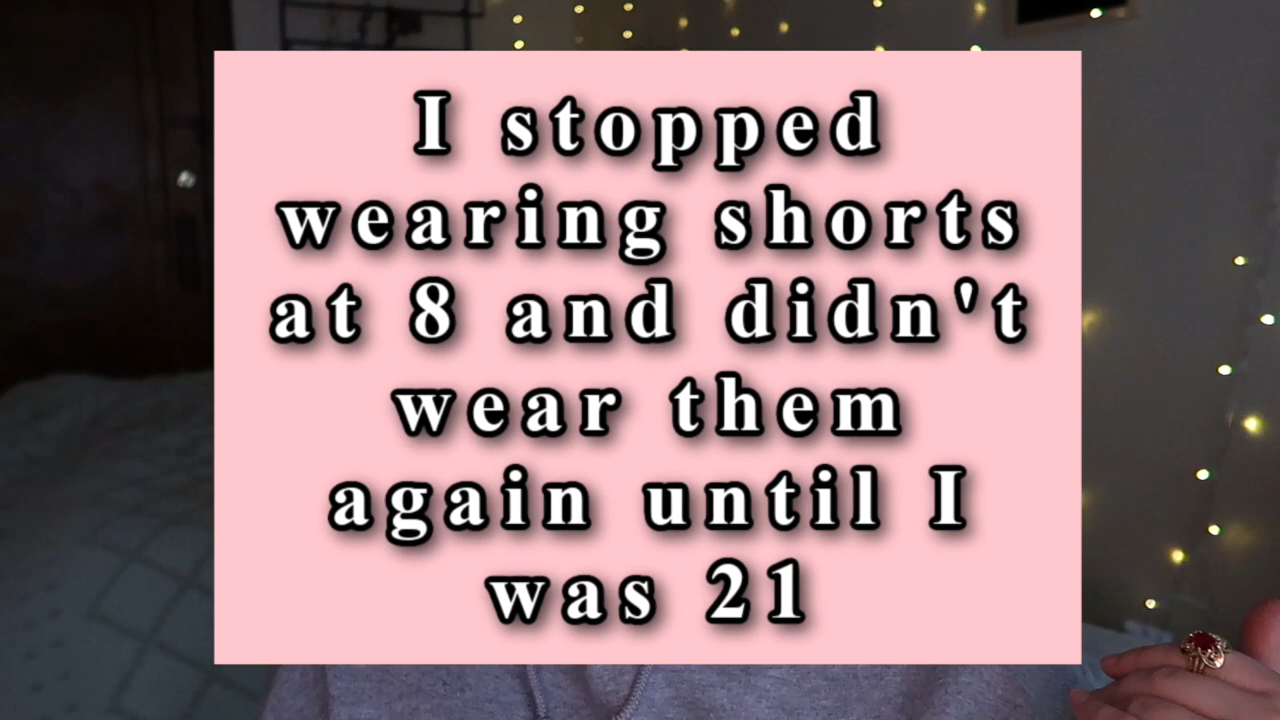 I stopped
wearing shorts
at 8 and didn't
wear them
again until I
was 21